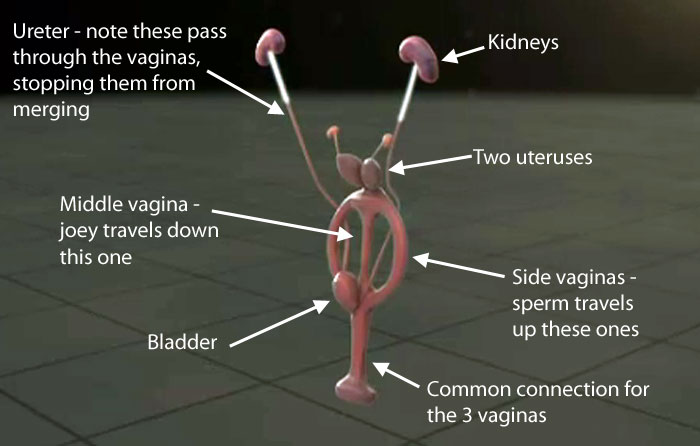 Ureter - note these pass
through the vaginas,
stopping them from
merging
Kidneys
Two uteruses
Middle vagina -
joey travels down
this one
Side vaginas -
sperm travels
up these ones
Bladder
Common connection for
the 3 vaginas